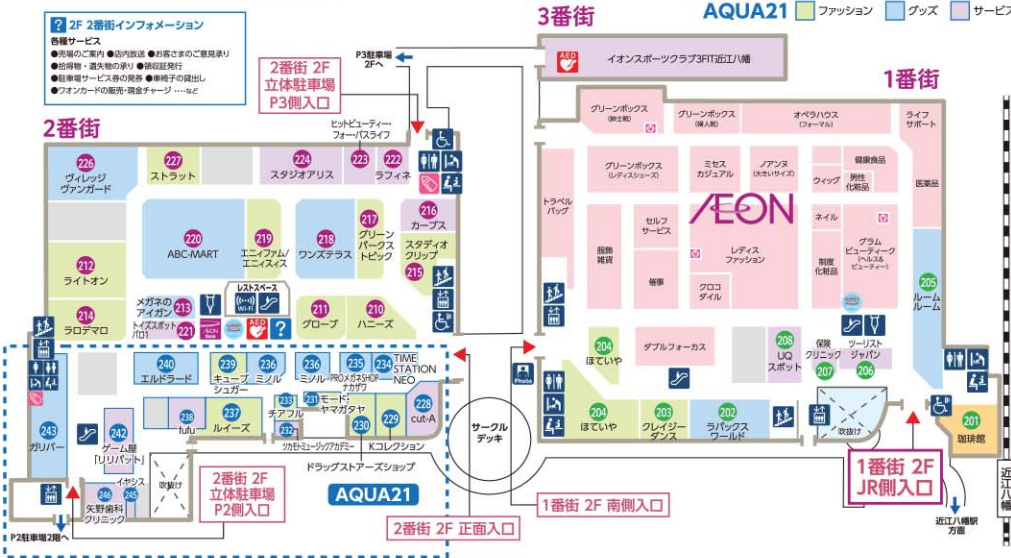 3番街
AQUA21
ファッション
グッズ
サービス
? 2F 2番街インフォメーション
各種サービス
●売場のご案内 ●店内放送 ●お客さまのご意見承り
●拾得物・遺失物の承り ●領収証発行
●駐車場サービス券の発券 ●車椅子の貸出し
●ワオンカードの販売・現金チャージ ……など
P3駐車場
2Fへ
AED
イオンスポーツクラブ3FIT近江八幡
2番街 2F
立体駐車場
P3側入口
1番街
2番街
ヒットビューティー・
フォー・パスライフ
226
ヴィレッジ
ヴァンガード
227
ストラット
224
スタジオアリス
223
222
ラフィネ
216
カーブス
220
ABC-MART
219
エニィファム/
エニィスィス
218
ワンズテラス
217
グリーン
パークス
トピック
スタディオ
クリップ
215
212
ライトオン
214
ラロデマロ
メガネの
アイガン
213
トイズスポット
パロ1
221
レストスペース
Wi-Fi
AED
?
211
グローブ
210
ハニーズ
グリーンボックス
(紳士靴)
グリーンボックス
(婦人靴)
オペラハウス
(フォーマル)
ライフ
サポート
グリーンボックス
(レディスシューズ)
ミセス
カジュアル
ノアンヌ
(大きいサイズ)
健康食品
ウィッグ
男性
化粧品
医薬品
トラベル
バッグ
ÆON
服飾
雑貨
セルフ
サービス
レディス
ファッション
ネイル
グラム
ビューティーク
(ヘルス&
ビューティー)
催事
クロコ
ダイル
制度
化粧品
205
ルーム
ルーム
204
ほていや
ダブルフォーカス
208
UQ
スポット
保険
クリニック
207
ツーリスト
ジャパン
206
Photo
204
ほていや
203
クレイジー
ダンス
202
ラパックス
ワールド
吹抜け
201
珈琲館
240
エルドラード
239
キューブ
シュガー
236
ミノル
236
ミノル
235
PROメガネSHOP
ナカザワ
234
TIME
STATION
NEO
243
ガリバー
242
ゲーム屋
「リリパット」
238
fufu
237
ルイーズ
233
チアフル
232
231
モード・
ヤマガタヤ
230
229
Kコレクション
228
cut-A
ツカモトミュージックアカデミー
ドラッグストアーズショップ
サークル
デッキ
イヤシス
246
245
矢野歯科
クリニック
吹抜け
2番街 2F
立体駐車場
P2側入口
AQUA21
P2駐車場2階へ
2番街 2F 正面入口
1番街 2F 南側入口
1番街 2F
JR側入口
近江八幡駅
方面
近江八幡